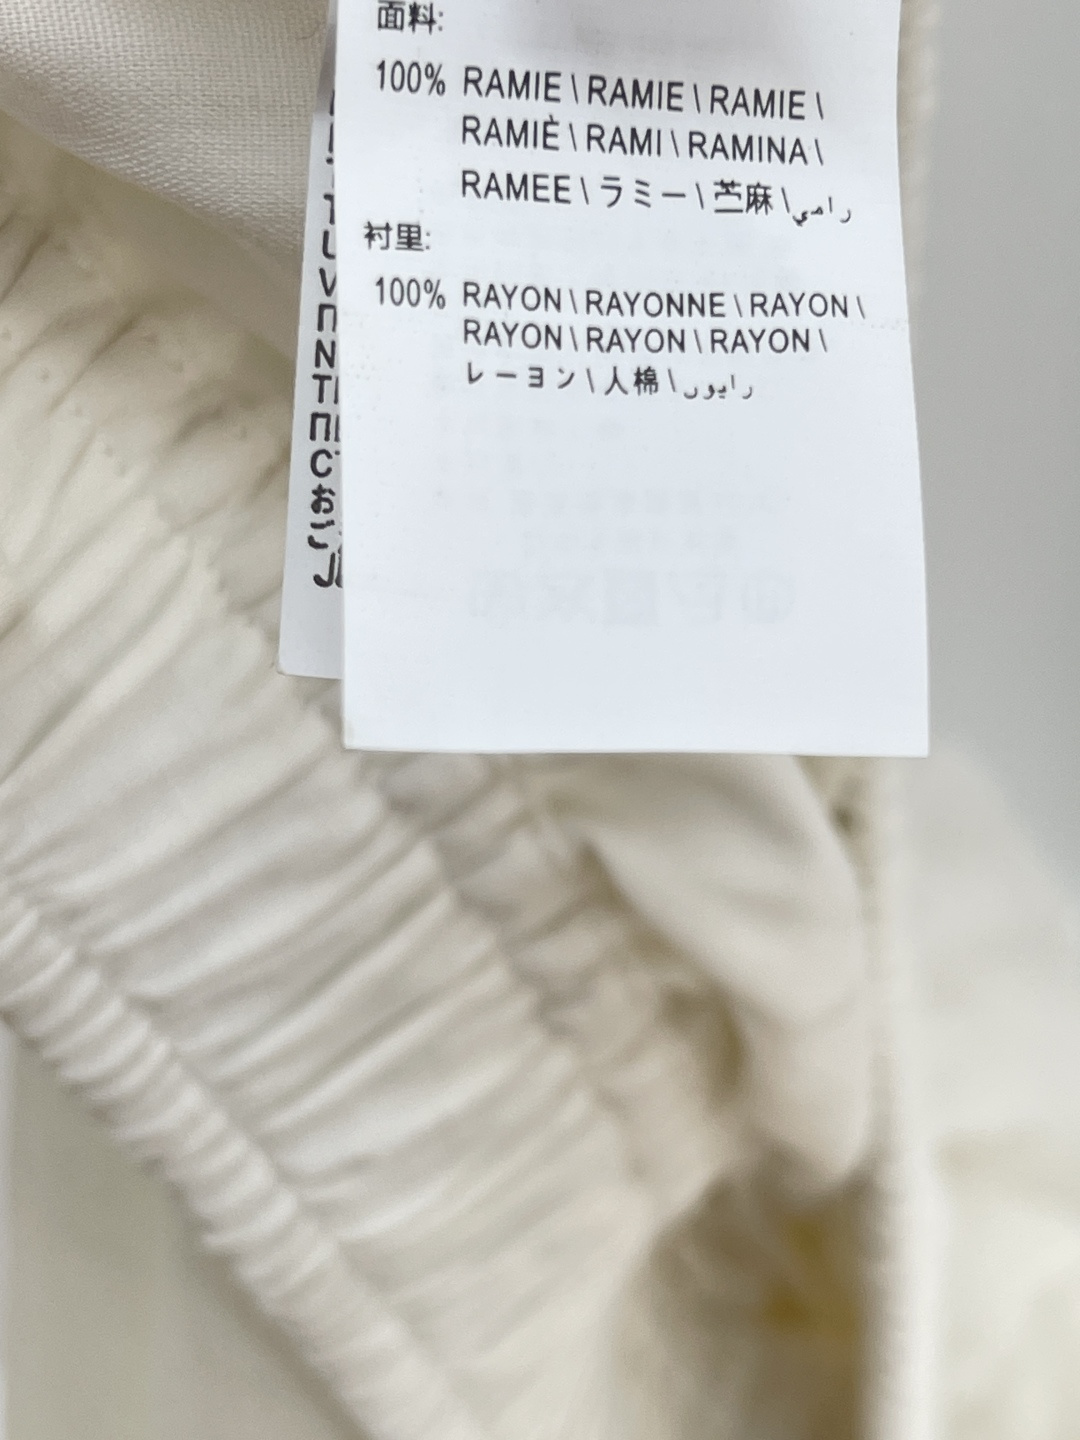 面料:
100% RAMIE \ RAMIE \ RAMIE \
RAMIÈ \ RAMI \ RAMINA \
RAMEE \ ラミー \ 苎麻 \ رامي
衬里:
100% RAYON \ RAYONNE \ RAYON \
RAYON \ RAYON \ RAYON \
レーヨン \ 人棉 \ رايون